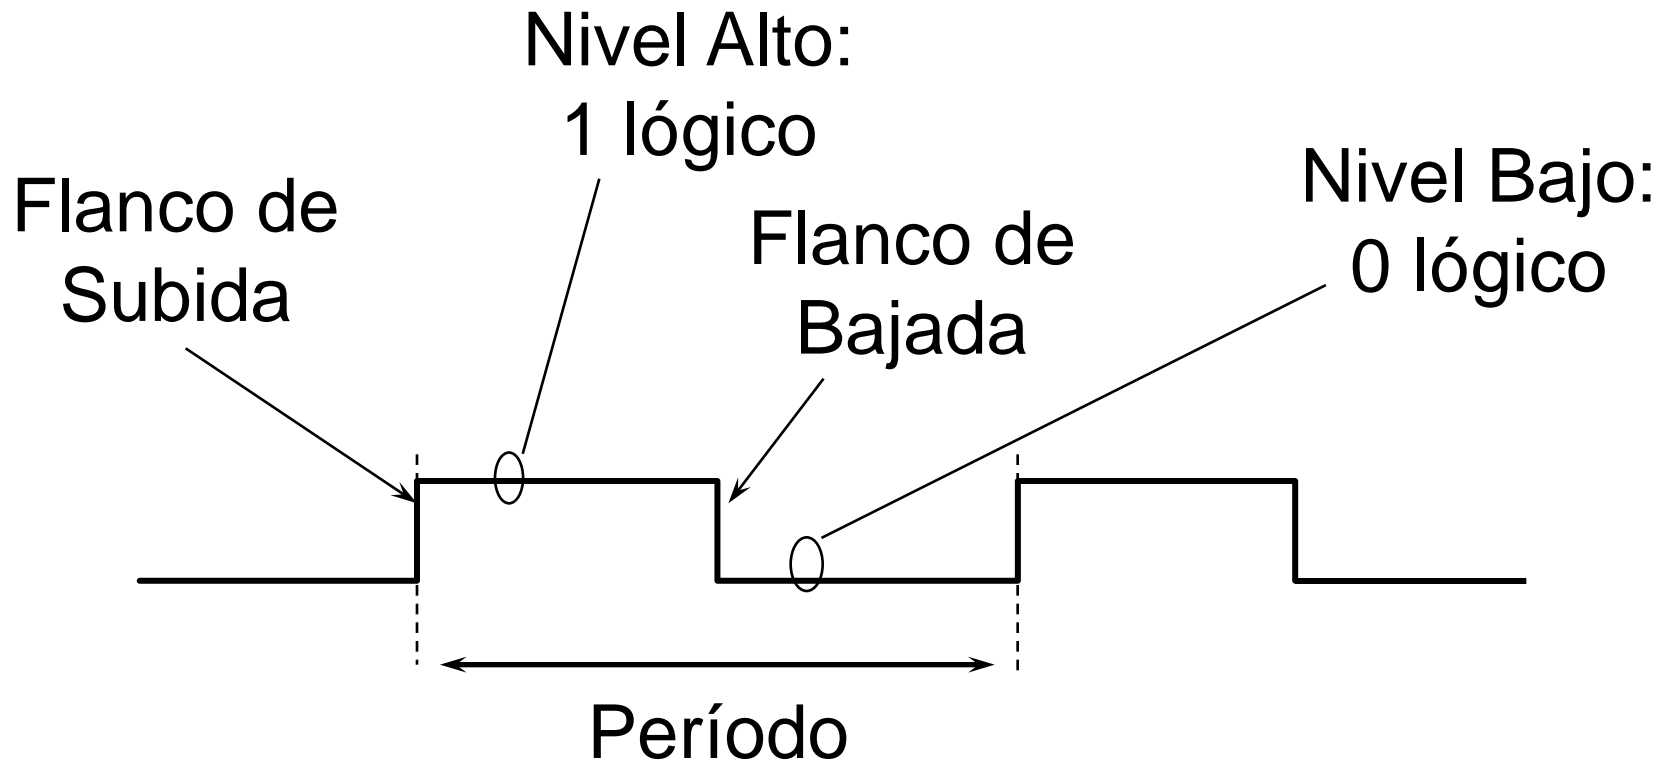 Nivel Alto:
1 lógico
Flanco de
Subida
Flanco de
Bajada
Nivel Bajo:
0 lógico
Período